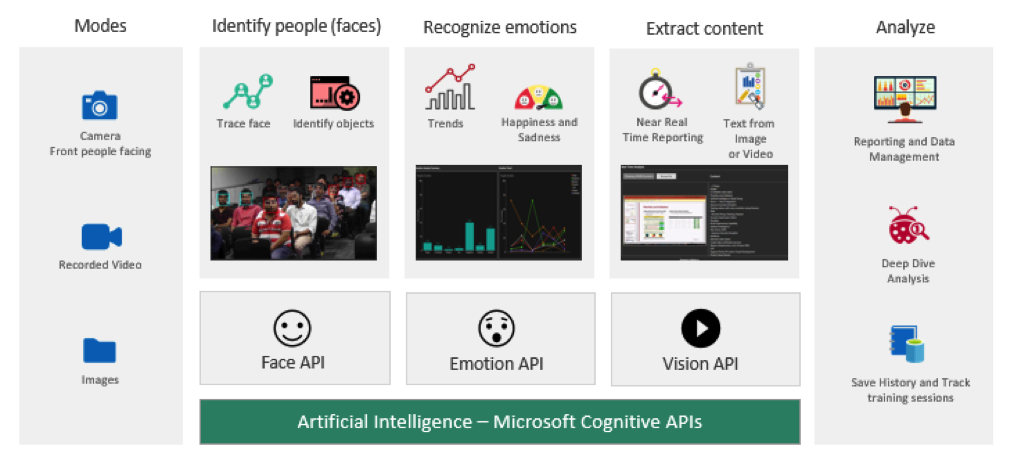 Modes
Identify people (faces)
Recognize emotions
Extract content
Analyze
Camera
Front people facing
Recorded Video
Images
Trace face
Identify objects
Trends
Happiness and
Sadness
Near Real
Time Reporting
Text from
Image
or Video
Reporting and Data
Management
Deep Dive
Analysis
Save History and Track
training sessions
Face API
Emotion API
Vision API
Artificial Intelligence – Microsoft Cognitive APIs